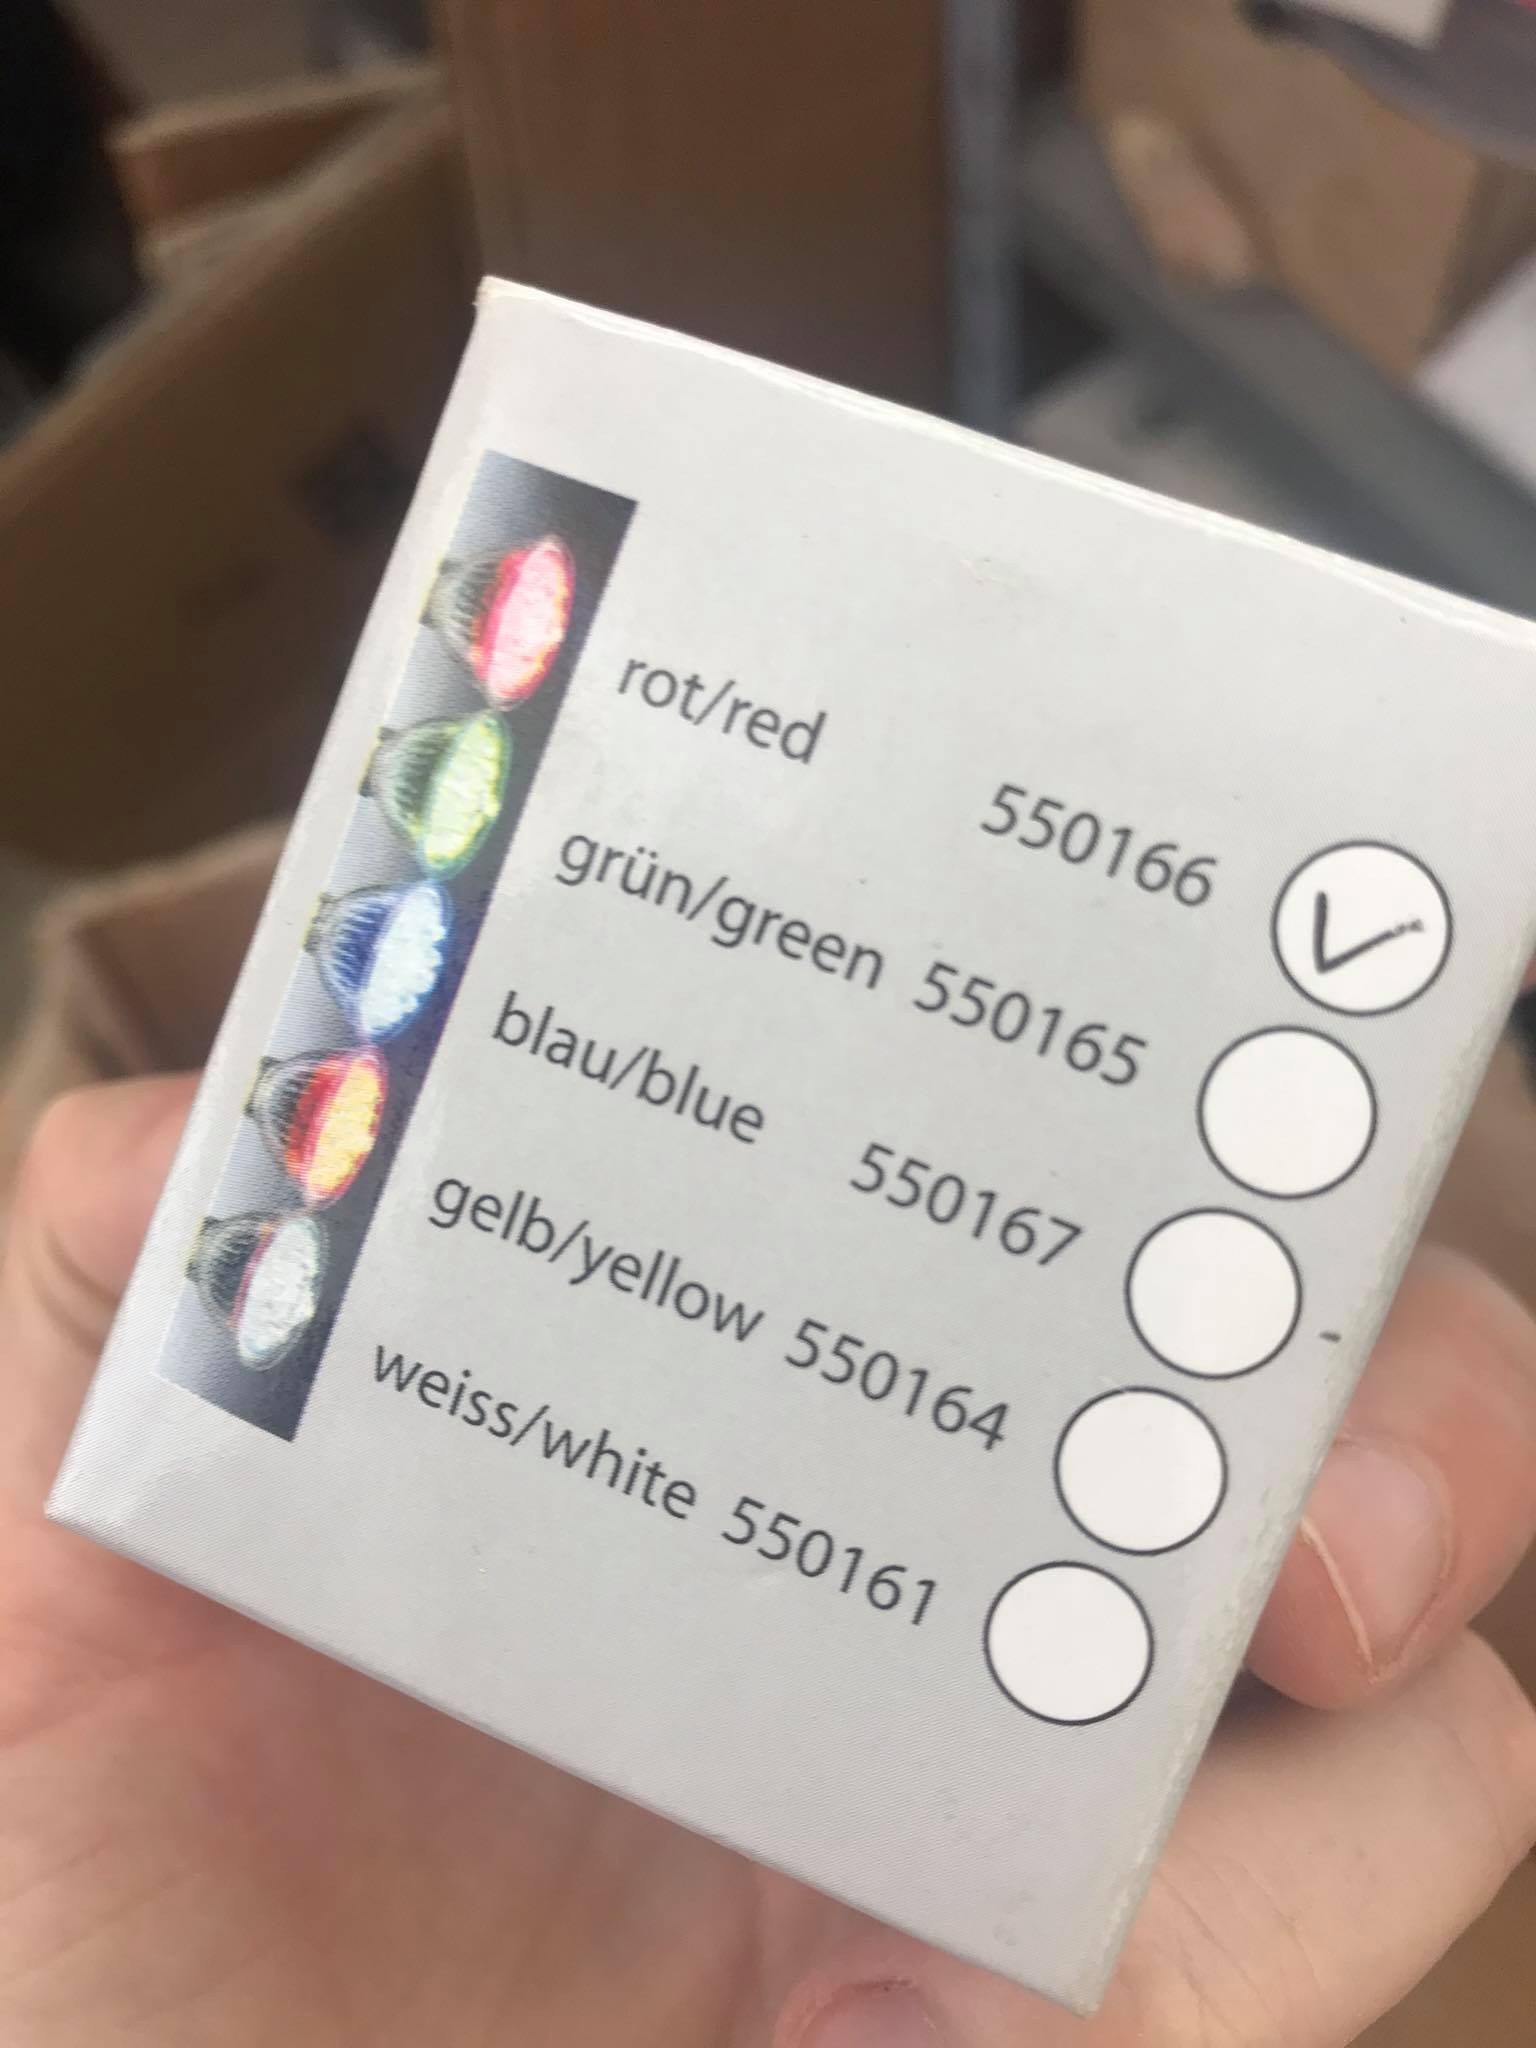 rot/red 550166
grün/green 550165
blau/blue 550167
gelb/yellow 550164
weiss/white 550161